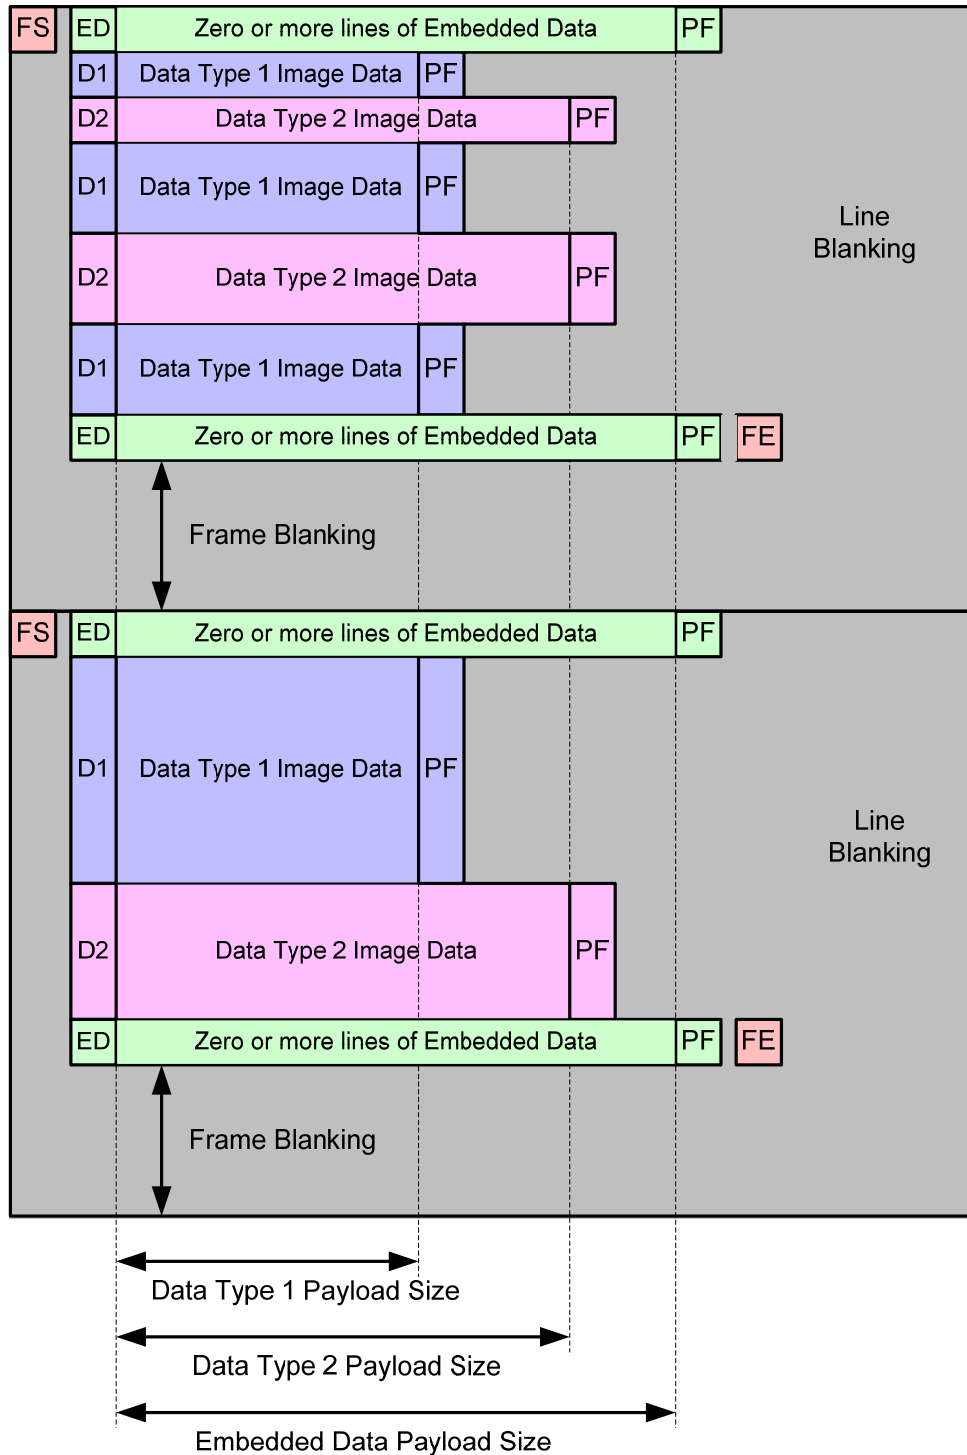 FS ED Zero or more lines of Embedded Data PF
D1 Data Type 1 Image Data PF
D2 Data Type 2 Image Data PF
D1 Data Type 1 Image Data PF
Line
Blanking
D2 Data Type 2 Image Data PF
D1 Data Type 1 Image Data PF
ED Zero or more lines of Embedded Data PF FE
Frame Blanking
FS ED Zero or more lines of Embedded Data PF
D1 Data Type 1 Image Data PF
Line
Blanking
D2 Data Type 2 Image Data PF
ED Zero or more lines of Embedded Data PF FE
Frame Blanking
Data Type 1 Payload Size
Data Type 2 Payload Size
Embedded Data Payload Size